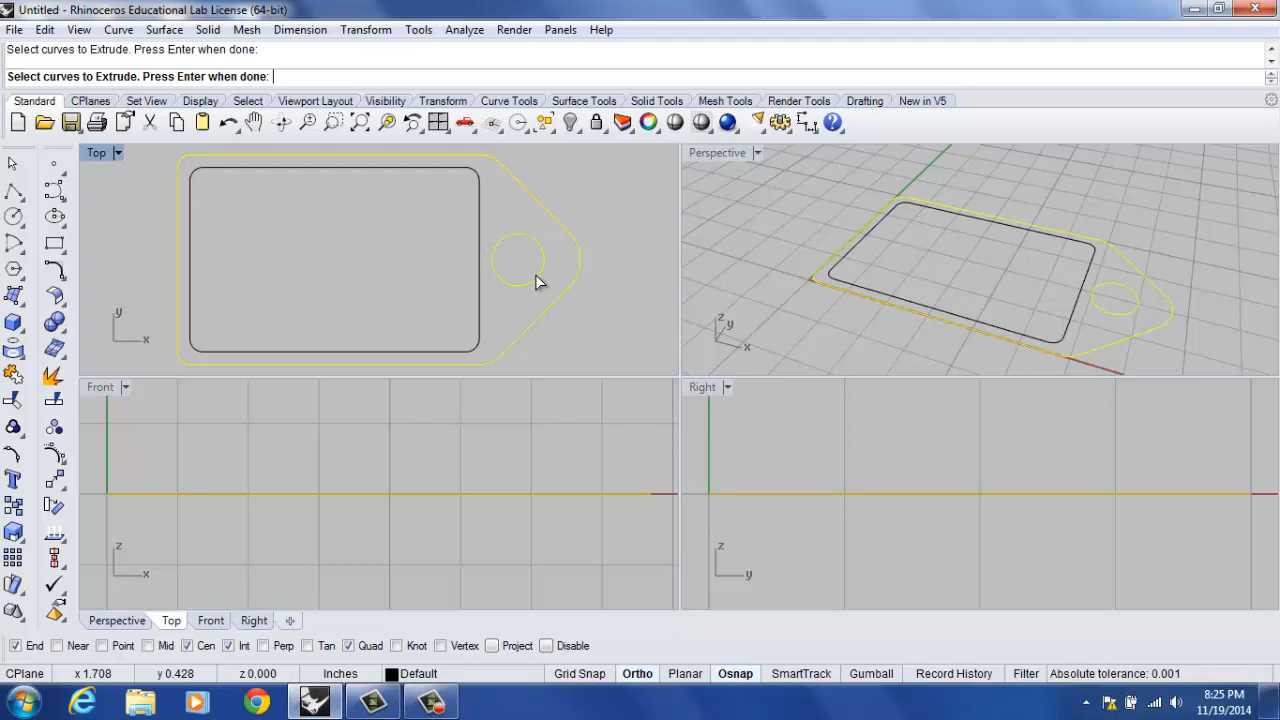 Untitled - Rhinoceros Educational Lab License (64-bit)
File Edit View Curve Surface Solid Mesh Dimension Transform Tools Analyze Render Panels Help
Select curves to Extrude. Press Enter when done:
Select curves to Extrude. Press Enter when done:
Standard CPlanes Set View Display Select Viewport Layout Visibility Transform Curve Tools Surface Tools Solid Tools Mesh Tools Render Tools Drafting New in V5
Top
Perspective
y
x
z
y
x
Front
Right
z
x
z
y
Perspective Top Front Right
End Near Point Mid Cen Int Perp Tan Quad Knot Vertex Project Disable
CPlane x 1.708 y 0.428 z 0.000 Inches Default Grid Snap Ortho Planar Osnap SmartTrack Gumball Record History Filter Absolute tolerance: 0.001
8:25 PM
11/19/2014